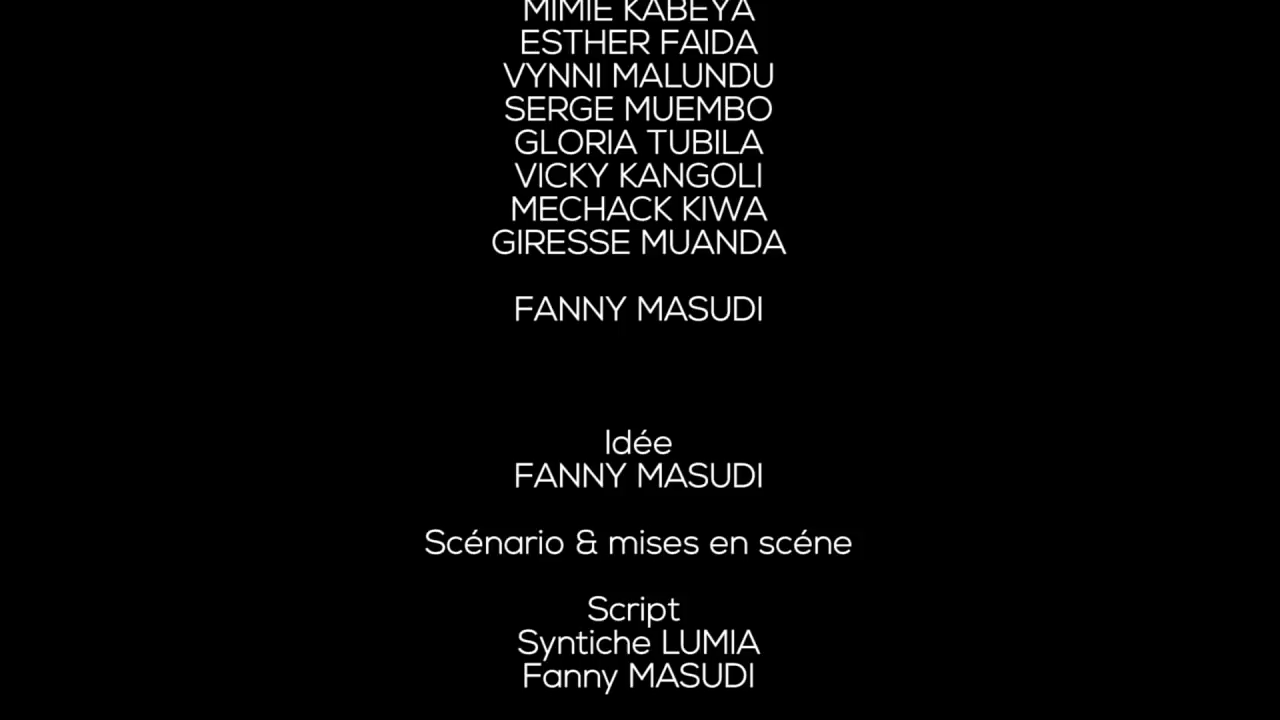 MIMIE KABEYA
ESTHER FAIDA
VYNNI MALUNDU
SERGE MUEMBO
GLORIA TUBILA
VICKY KANGOLI
MECHACK KIWA
GIRESSE MUANDA
FANNY MASUDI
Idée
FANNY MASUDI
Scénario & mises en scéne
Script
Syntiche LUMIA
Fanny MASUDI